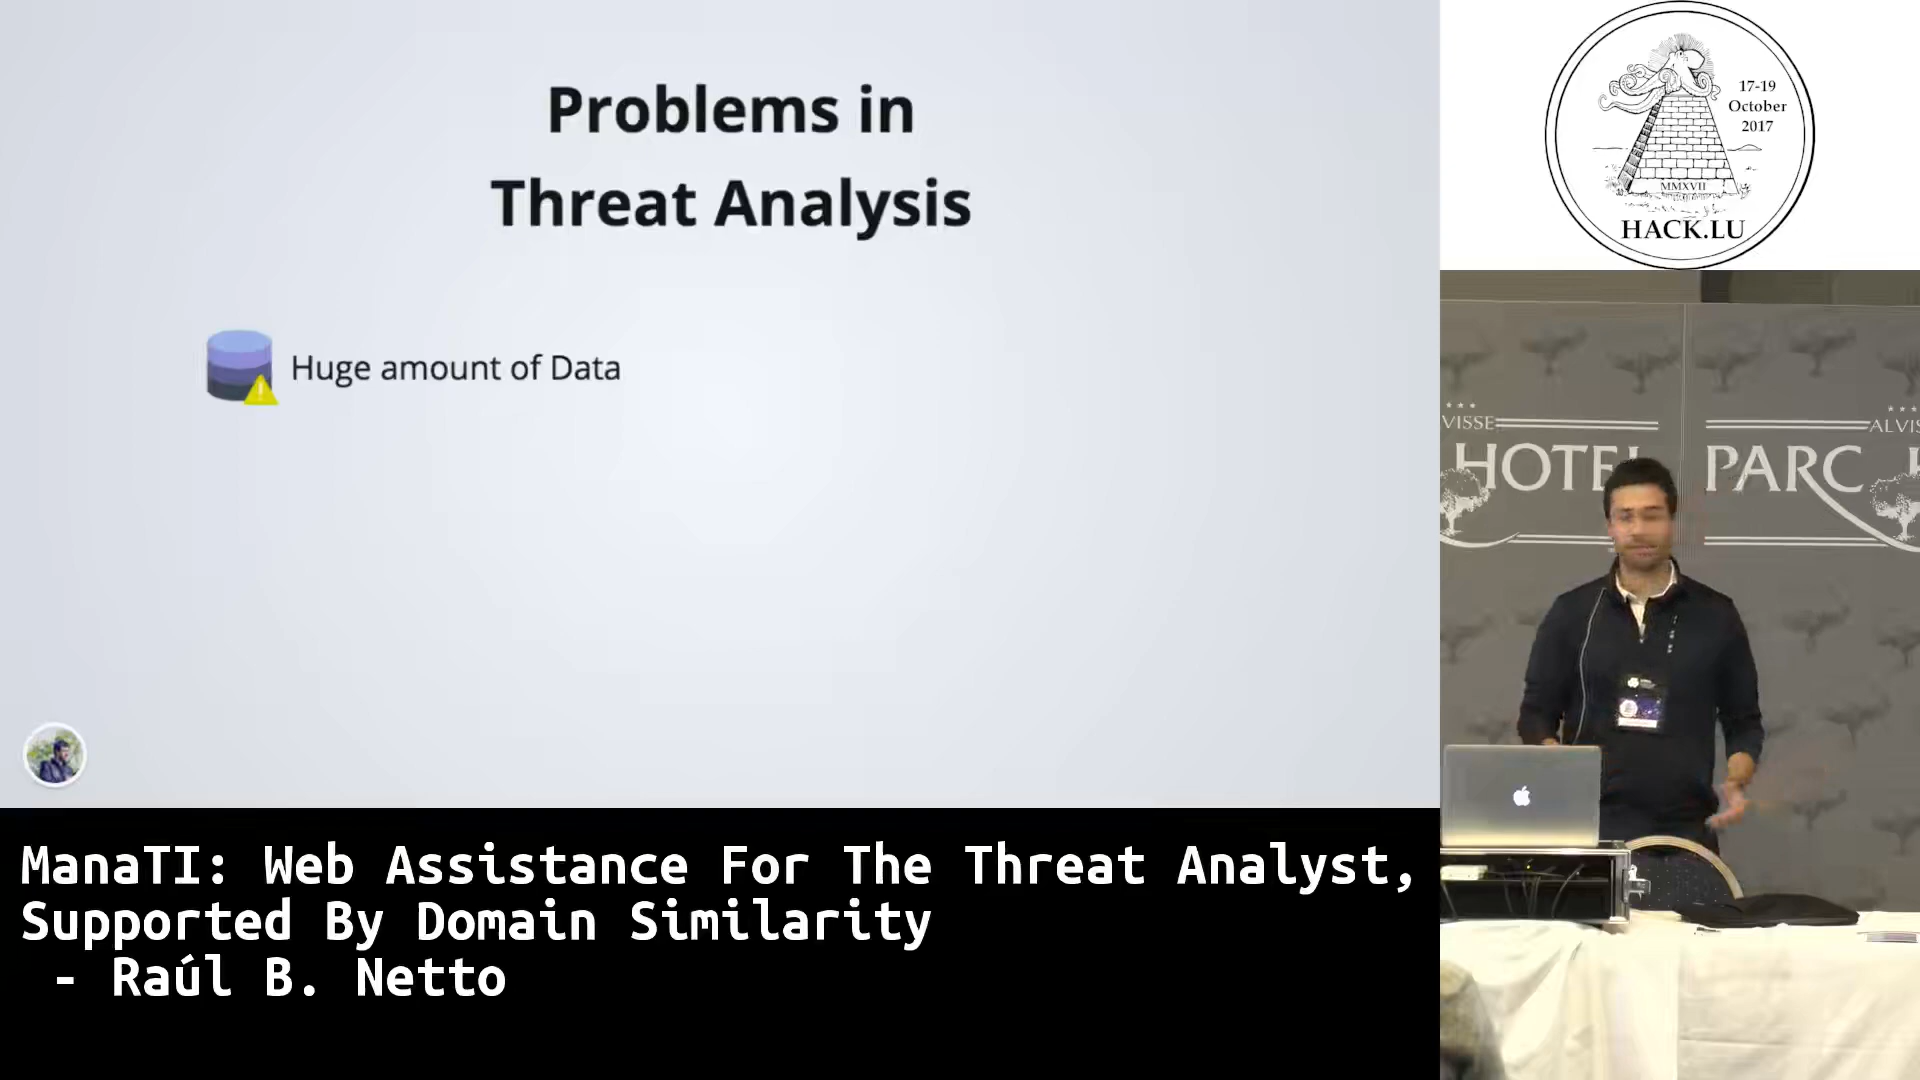 Problems in
Threat Analysis
Huge amount of Data
ManaTI: Web Assistance For The Threat Analyst,
Supported By Domain Similarity
- Raúl B. Netto
17-19
October
2017
MMXVII
HACK.LU
VISSE
HOTEL
PARC
ALVIS